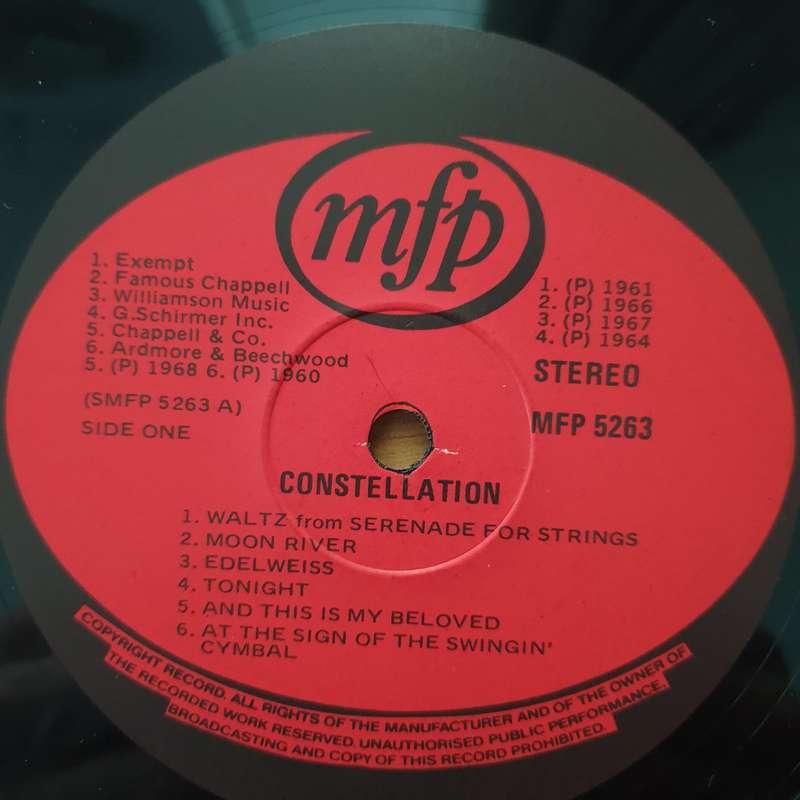 mfp
1. Exempt
2. Famous Chappell
3. Williamson Music
4. G.Schirmer Inc.
5. Chappell & Co.
6. Ardmore & Beechwood
5. (P) 1968 6. (P) 1960
(SMFP 5263 A)
SIDE ONE
1. (P) 1961
2. (P) 1966
3. (P) 1967
4. (P) 1964
STEREO
MFP 5263
CONSTELLATION
1. WALTZ from SERENADE FOR STRINGS
2. MOON RIVER
3. EDELWEISS
4. TONIGHT
5. AND THIS IS MY BELOVED
6. AT THE SIGN OF THE SWINGIN'
CYMBAL
COPYRIGHT RECORD. ALL RIGHTS OF THE MANUFACTURER AND OF THE OWNER OF
THE RECORDED WORK RESERVED. UNAUTHORISED PUBLIC PERFORMANCE,
BROADCASTING AND COPY OF THIS RECORD PROHIBITED.